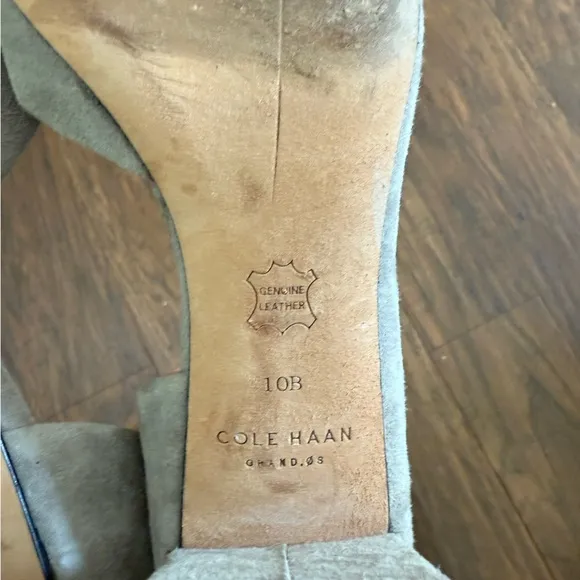 GENUINE
LEATHER
10B
COLE HAAN
GRAND.ØS